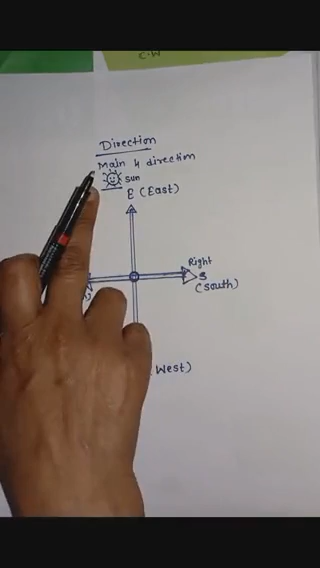 C.W
Direction
Main 4 direction
sun
E (East)
Right
S
(South)
(West)